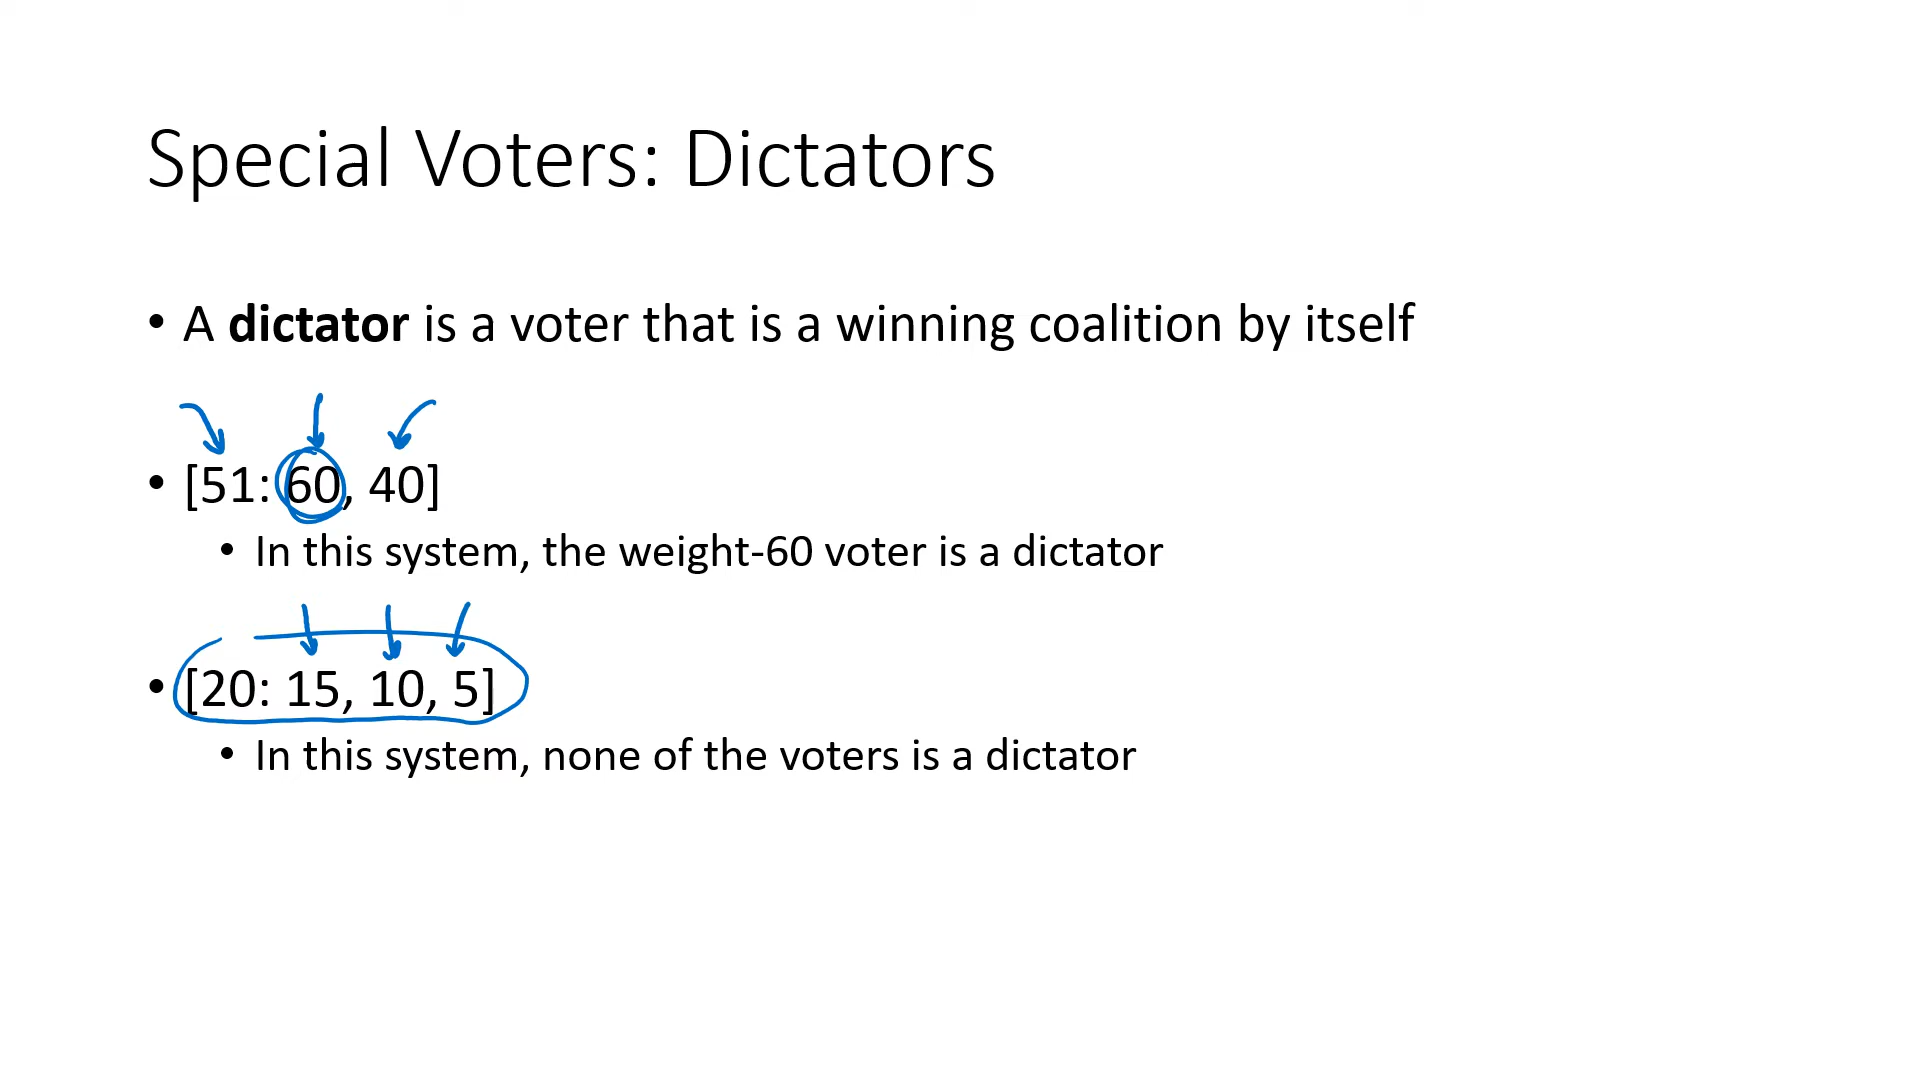 Special Voters: Dictators
• A dictator is a voter that is a winning coalition by itself
• [51: 60, 40]
• In this system, the weight-60 voter is a dictator
• [20: 15, 10, 5]
• In this system, none of the voters is a dictator